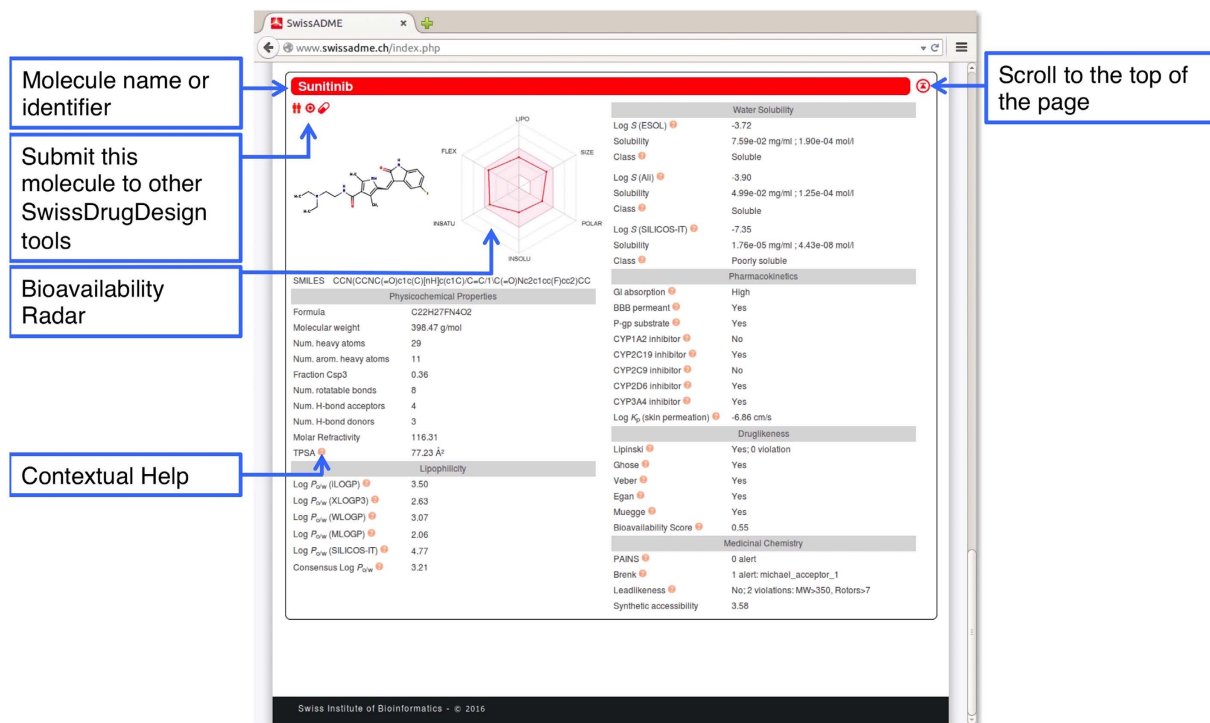 SwissADME
www.swissadme.ch/index.php
Molecule name or
identifier
Submit this
molecule to other
SwissDrugDesign
tools
Bioavailability
Radar
Contextual Help
Scroll to the top of
the page
Sunitinib
LIPO
SIZE
POLAR
INSOLU
INSATU
FLEX
SMILES CCN(CCNC(=O)c1c(C)[nH]c(c1C)/C=C/1\C(=O)Nc2c1cc(F)cc2)CC
Physicochemical Properties
Formula C22H27FN4O2
Molecular weight 398.47 g/mol
Num. heavy atoms 29
Num. arom. heavy atoms 11
Fraction Csp3 0.36
Num. rotatable bonds 8
Num. H-bond acceptors 4
Num. H-bond donors 3
Molar Refractivity 116.31
TPSA ? 77.23 Å²
Lipophilicity
Log Po/w (iLOGP) ? 3.50
Log Po/w (XLOGP3) ? 2.63
Log Po/w (WLOGP) ? 3.07
Log Po/w (MLOGP) ? 2.06
Log Po/w (SILICOS-IT) ? 4.77
Consensus Log Po/w ? 3.21
Water Solubility
Log S (ESOL) ? -3.72
Solubility 7.59e-02 mg/ml ; 1.90e-04 mol/l
Class ? Soluble
Log S (Ali) ? -3.90
Solubility 4.99e-02 mg/ml ; 1.25e-04 mol/l
Class ? Soluble
Log S (SILICOS-IT) ? -7.35
Solubility 1.76e-05 mg/ml ; 4.43e-08 mol/l
Class ? Poorly soluble
Pharmacokinetics
GI absorption ? High
BBB permeant ? Yes
P-gp substrate ? Yes
CYP1A2 inhibitor ? No
CYP2C19 inhibitor ? Yes
CYP2C9 inhibitor ? No
CYP2D6 inhibitor ? Yes
CYP3A4 inhibitor ? Yes
Log Kp (skin permeation) ? -6.86 cm/s
Druglikeness
Lipinski ? Yes; 0 violation
Ghose ? Yes
Veber ? Yes
Egan ? Yes
Muegge ? Yes
Bioavailability Score ? 0.55
Medicinal Chemistry
PAINS ? 0 alert
Brenk ? 1 alert: michael_acceptor_1
Leadlikeness ? No; 2 violations: MW>350, Rotors>7
Synthetic accessibility 3.58
Swiss Institute of Bioinformatics - © 2016